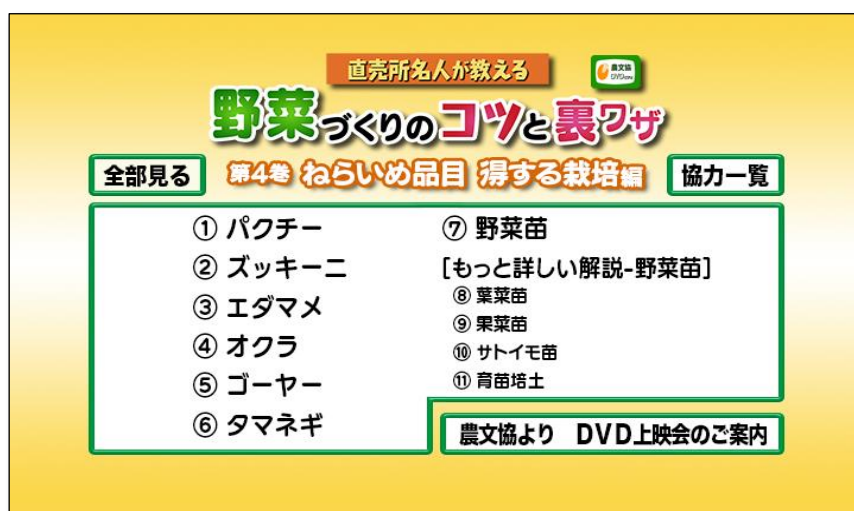 直売所名人が教える
農文協
DVD
野菜づくりのコツと裏ワザ
全部見る
第4巻 ねらいめ品目 得する栽培編
協力一覧
① パクチー
② ズッキーニ
③ エダマメ
④ オクラ
⑤ ゴーヤー
⑥ タマネギ
⑦ 野菜苗
[もっと詳しい解説-野菜苗]
⑧ 葉菜苗
⑨ 果菜苗
⑩ サトイモ苗
⑪ 育苗培土
農文協より DVD上映会のご案内